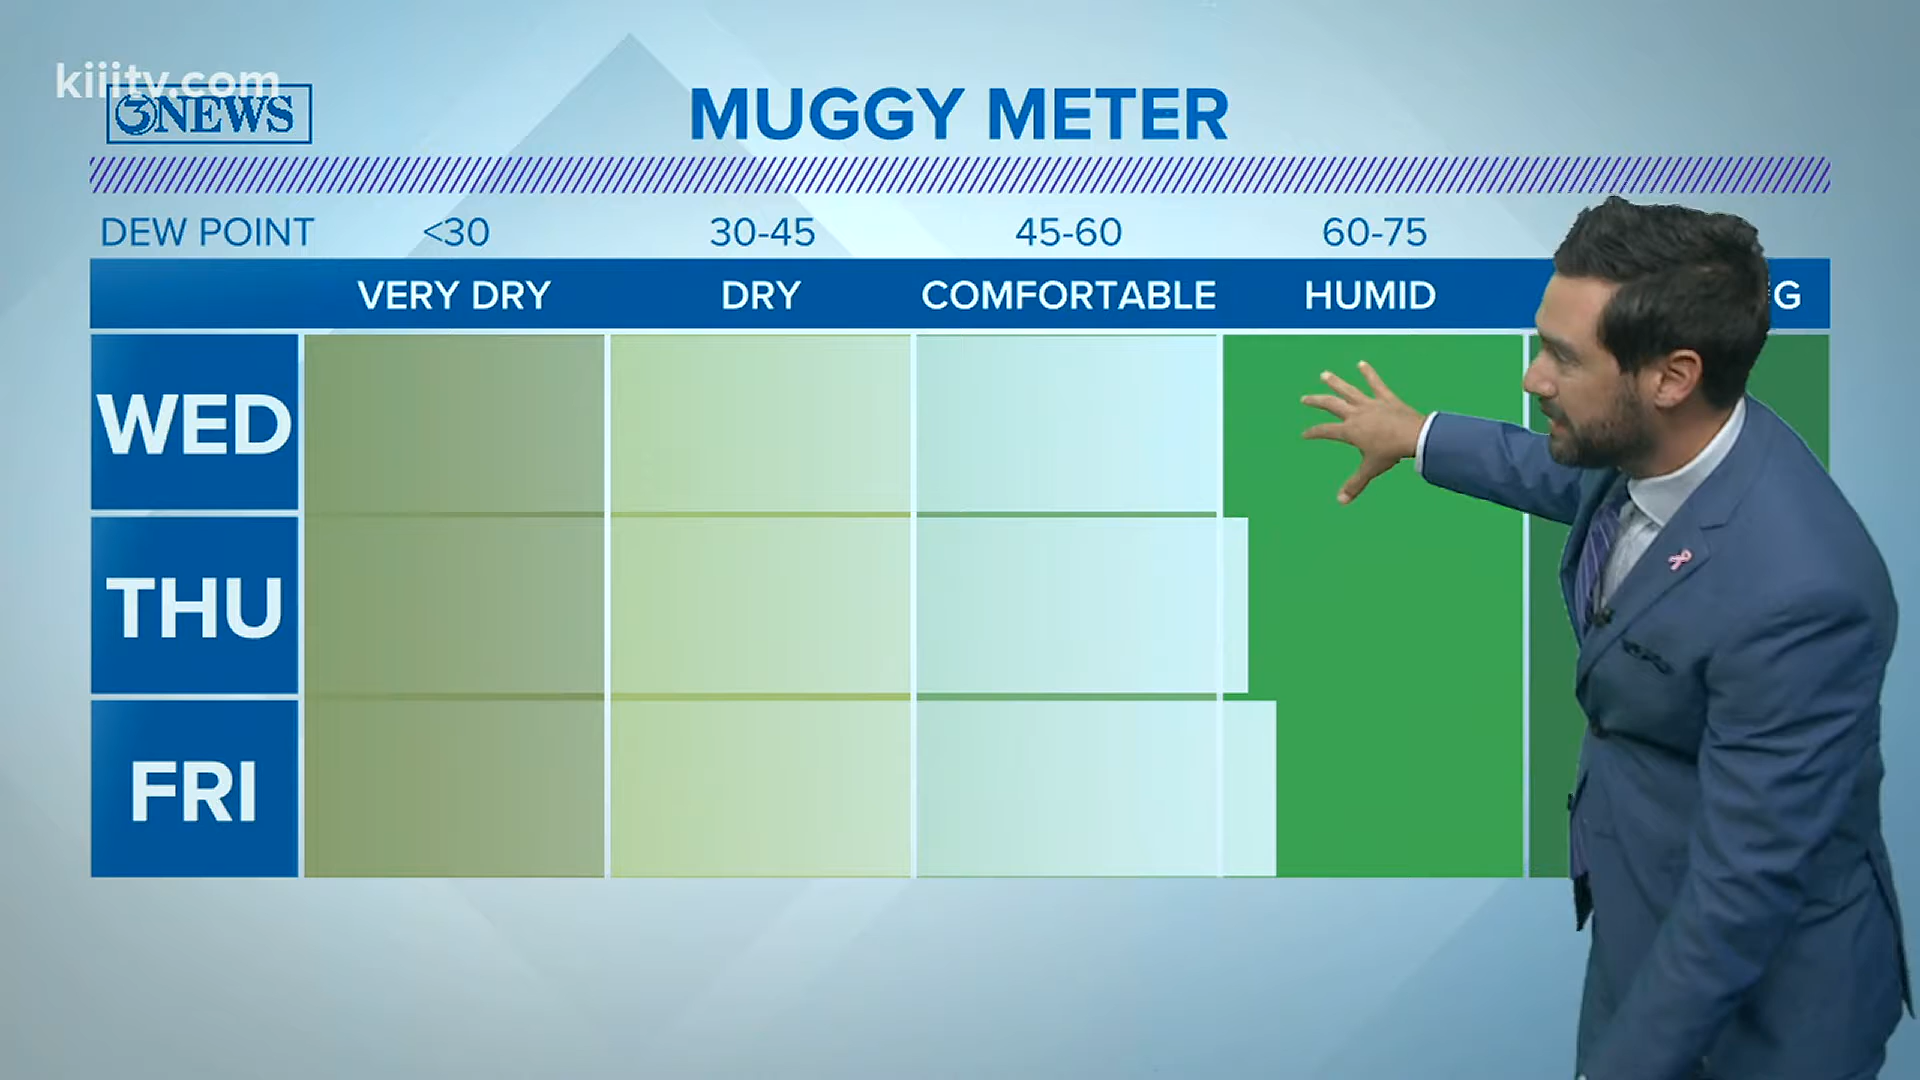 kiiitv.com
3NEWS
MUGGY METER
DEW POINT <30 30-45 45-60 60-75
VERY DRY DRY COMFORTABLE HUMID
WED
THU
FRI